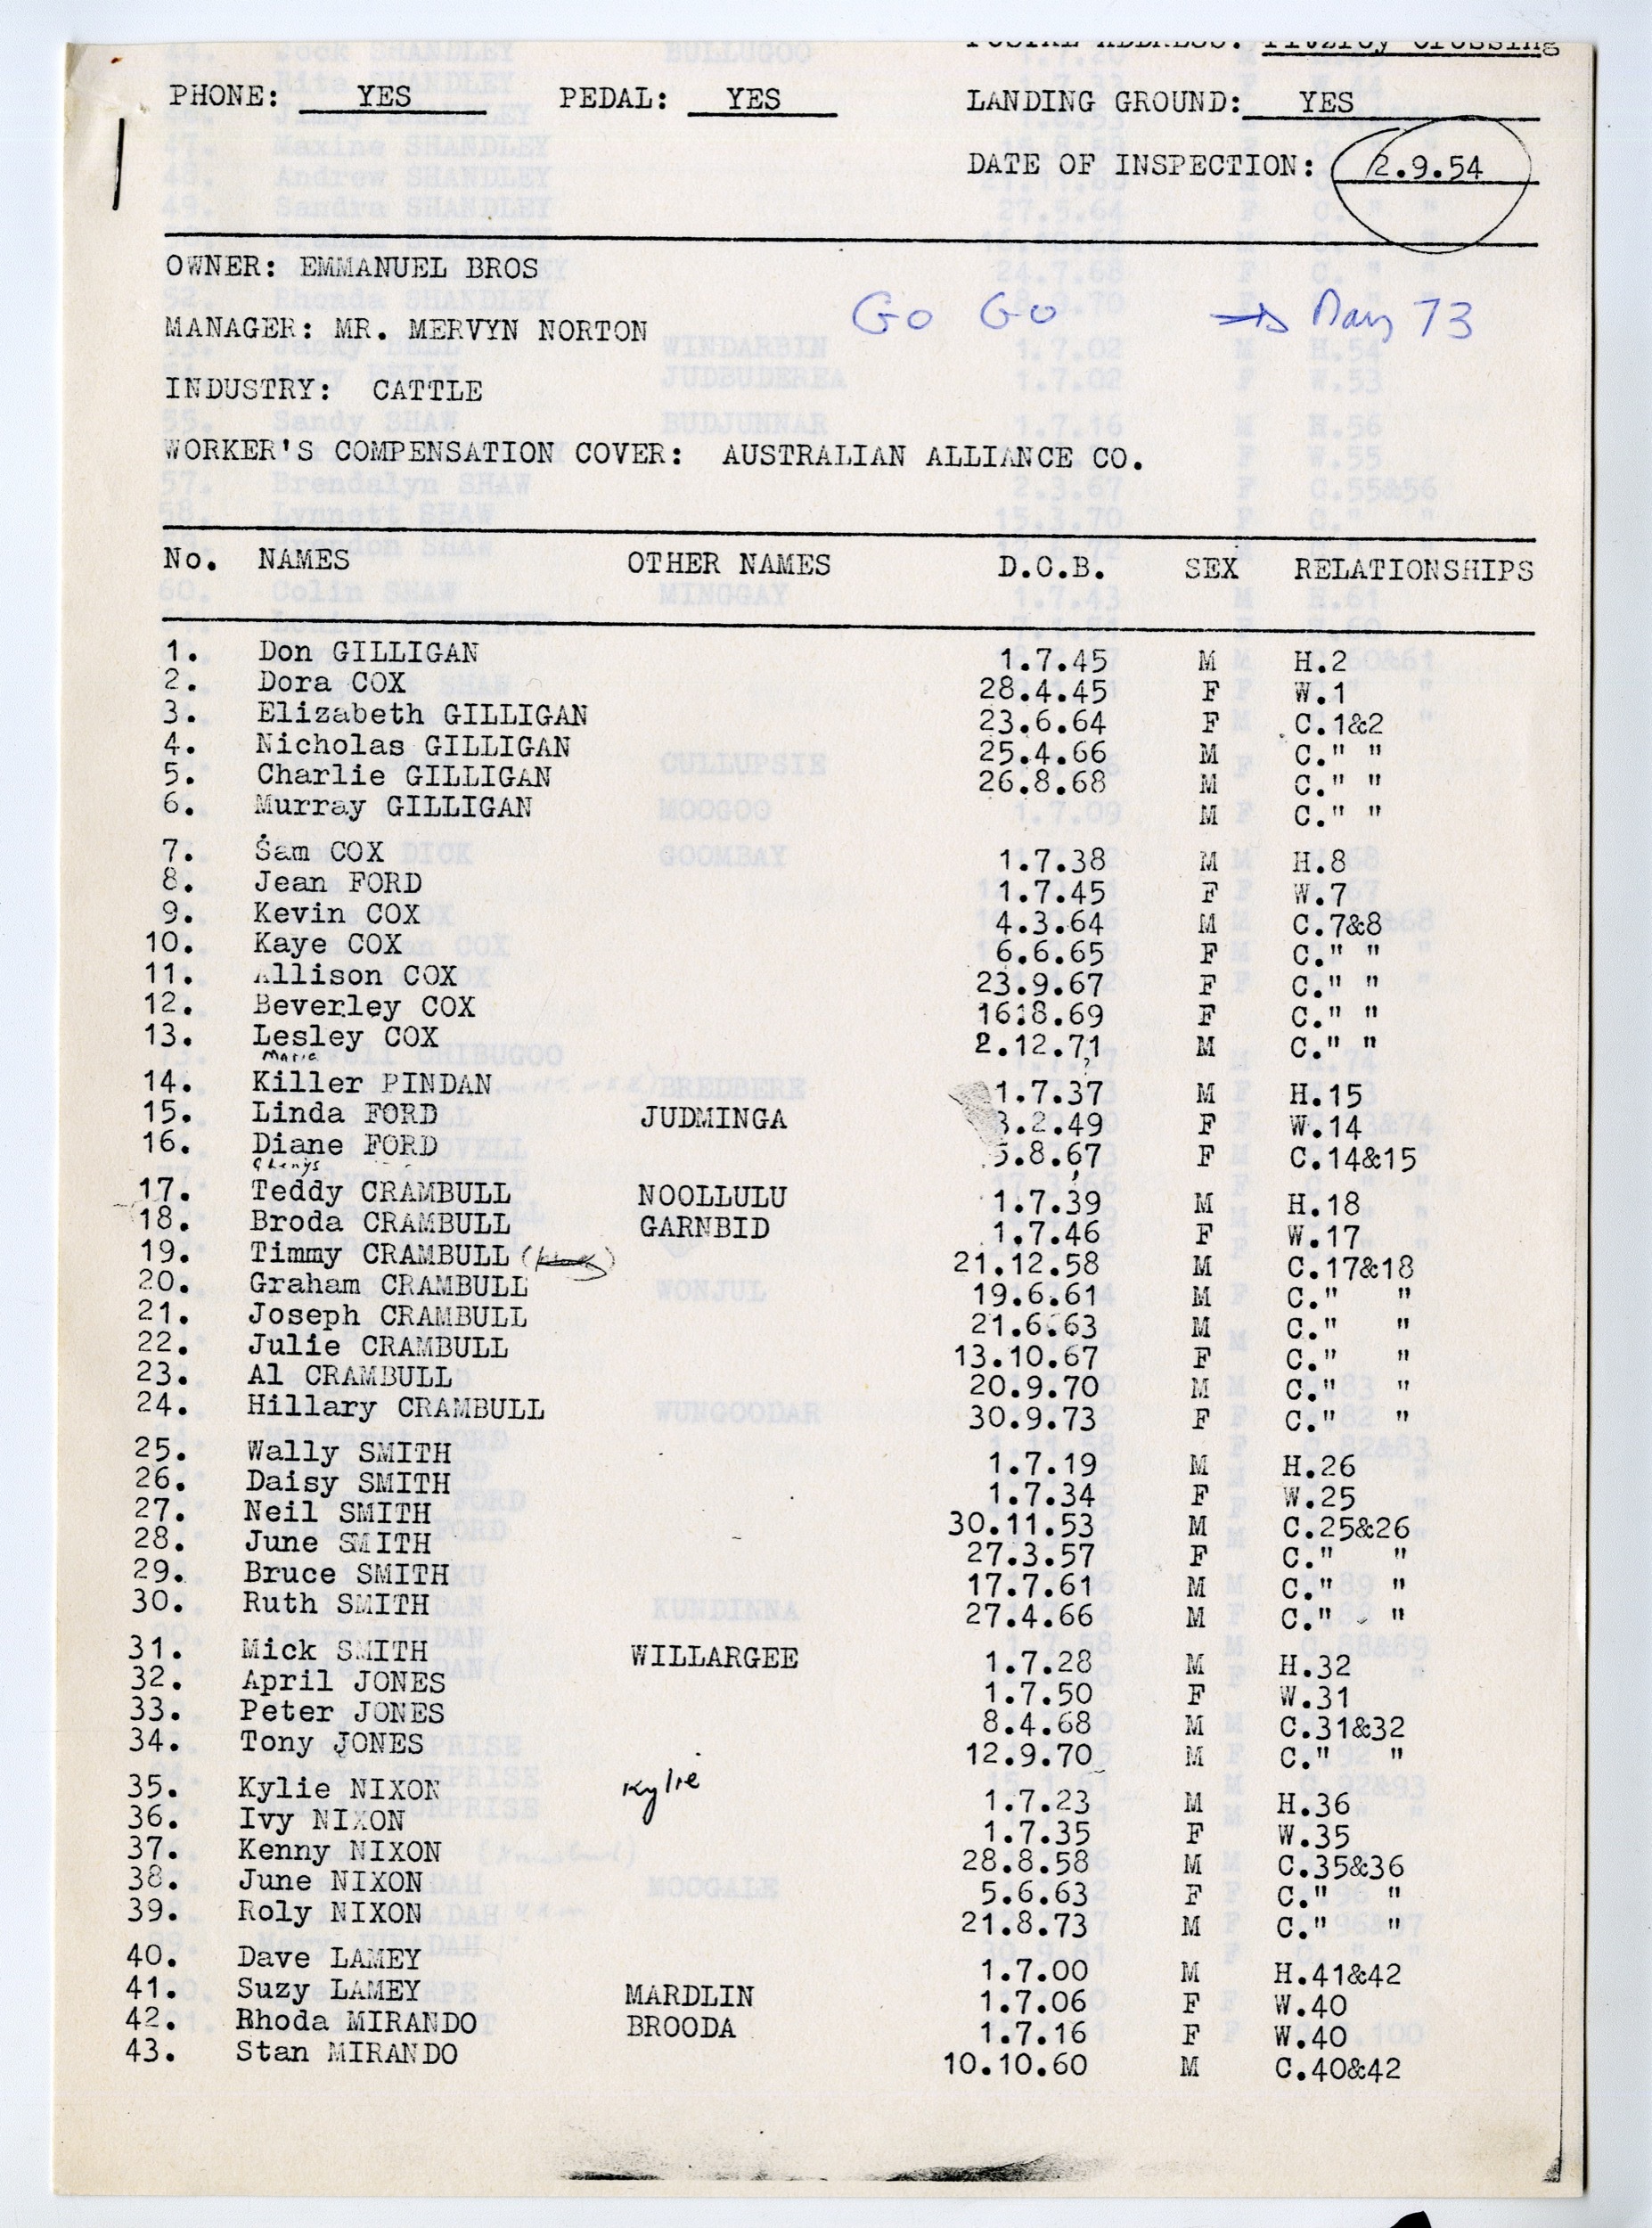 POSTAL ADDRESS: Fitzroy Crossing
PHONE: YES PEDAL: YES LANDING GROUND: YES
DATE OF INSPECTION: 2.9.54
OWNER: EMMANUEL BROS
GO GO → 73
MANAGER: MR. MERVYN NORTON
INDUSTRY: CATTLE
WORKER'S COMPENSATION COVER: AUSTRALIAN ALLIANCE CO.
No. NAMES OTHER NAMES D.O.B. SEX RELATIONSHIPS
1. Don GILLIGAN 1.7.45 M H.2
2. Dora COX 28.4.45 F W.1
3. Elizabeth GILLIGAN 23.6.64 F C.1&2
4. Nicholas GILLIGAN 25.4.66 M C." "
5. Charlie GILLIGAN 26.8.68 M C." "
6. Murray GILLIGAN M C." "
7. Sam COX 1.7.38 M H.8
8. Jean FORD 1.7.45 F W.7
9. Kevin COX 4.3.64 M C.7&8
10. Kaye COX 6.6.65 F C." "
11. Allison COX 23.9.67 F C." "
12. Beverley COX 16.8.69 F C." "
13. Lesley COX 2.12.71 M C." "
Maria
14. Killer PINDAN 1.7.37 M H.15
15. Linda FORD JUDMINGA 3.2.49 F W.14
16. Diane FORD 5.8.67 F C.14&15
Glenys
17. Teddy CRAMBULL NOOLLULU 1.7.39 M H.18
18. Broda CRAMBULL GARNBID 1.7.46 F W.17
19. Timmy CRAMBULL 21.12.58 M C.17&18
20. Graham CRAMBULL 19.6.61 M C." "
21. Joseph CRAMBULL 21.6.63 M C." "
22. Julie CRAMBULL 13.10.67 F C." "
23. Al CRAMBULL 20.9.70 M C." "
24. Hillary CRAMBULL 30.9.73 F C." "
25. Wally SMITH 1.7.19 M H.26
26. Daisy SMITH 1.7.34 F W.25
27. Neil SMITH 30.11.53 M C.25&26
28. June SMITH 27.3.57 F C." "
29. Bruce SMITH 17.7.61 M C." "
30. Ruth SMITH 27.4.66 M C." "
31. Mick SMITH WILLARGEE 1.7.28 M H.32
32. April JONES 1.7.50 F W.31
33. Peter JONES 8.4.68 M C.31&32
34. Tony JONES 12.9.70 M C." "
35. Kylie NIXON Kylie 1.7.23 M H.36
36. Ivy NIXON 1.7.35 F W.35
37. Kenny NIXON 28.8.58 M C.35&36
38. June NIXON 5.6.63 F C." "
39. Roly NIXON 21.8.73 M C." "
40. Dave LAMEY 1.7.00 M H.41&42
41. Suzy LAMEY MARDLIN 1.7.06 F W.40
42. Rhoda MIRANDO BROODA 1.7.16 F W.40
43. Stan MIRANDO 10.10.60 M C.40&42